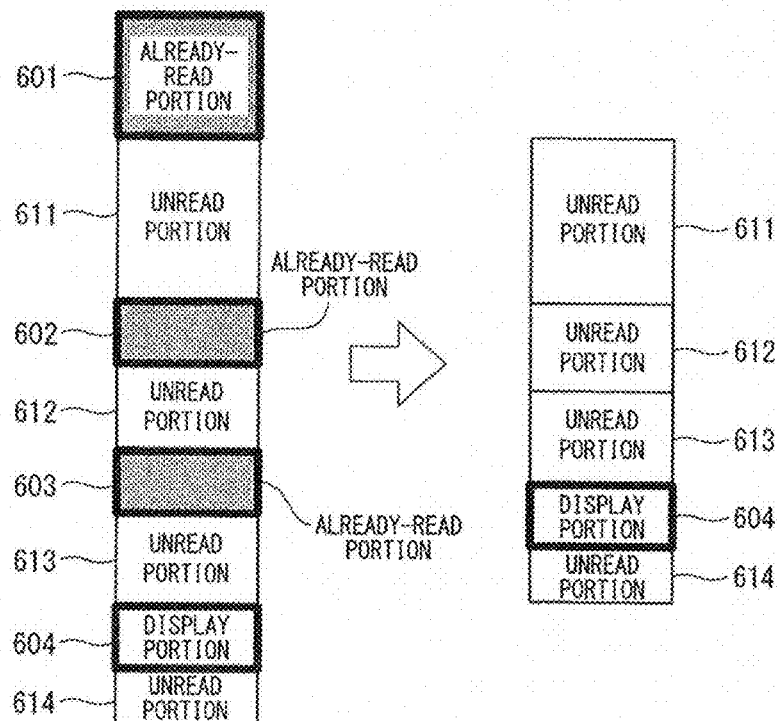 601
ALREADY-
READ
PORTION
611
UNREAD
PORTION
ALREADY-READ
PORTION
602
612
UNREAD
PORTION
603
ALREADY-READ
PORTION
613
UNREAD
PORTION
604
DISPLAY
PORTION
614
UNREAD
PORTION
UNREAD
PORTION
611
UNREAD
PORTION
612
UNREAD
PORTION
613
DISPLAY
PORTION
604
UNREAD
PORTION
614